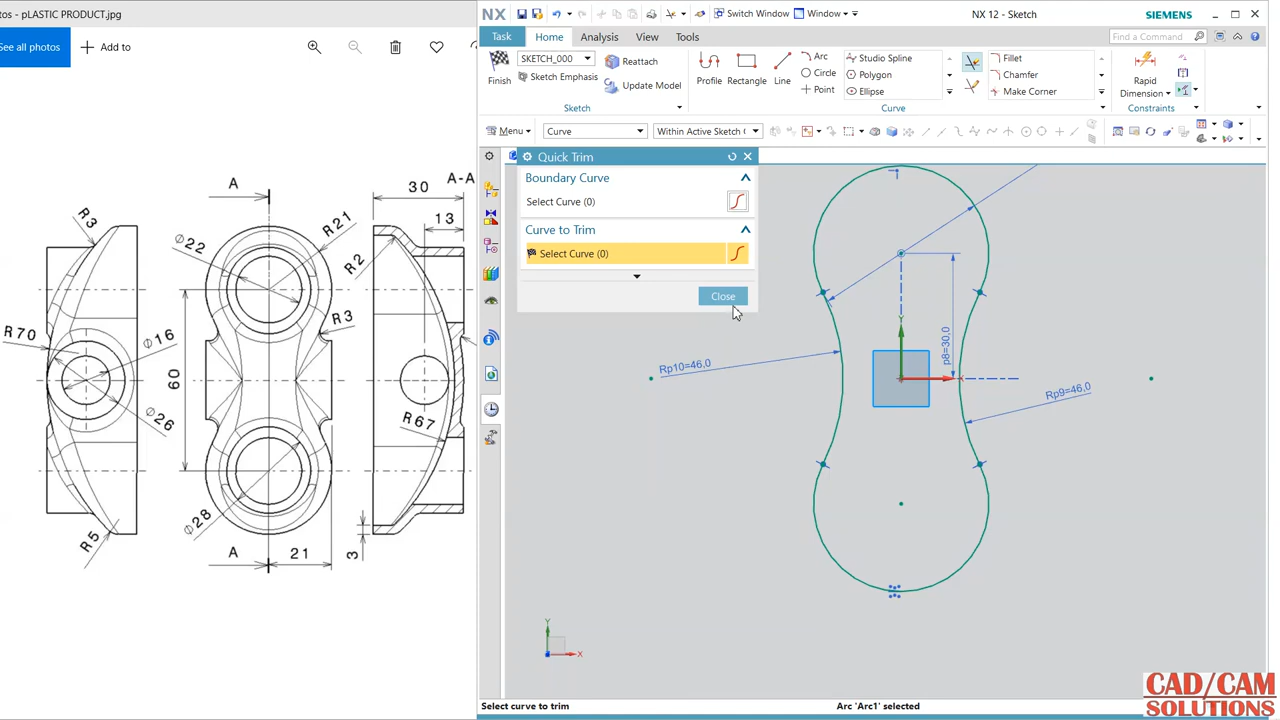 otos - pLASTIC PRODUCT.jpg
See all photos
Add to
A
A-A
30
13
R3
Φ22
R21
R2
R70
Φ16
60
R3
Φ26
R67
R5
Φ28
A
21
3
NX
Switch Window
Window
NX 12 - Sketch
SIEMENS
Task
Home
Analysis
View
Tools
Find a Command
Finish
SKETCH_000
Sketch Emphasis
Reattach
Update Model
Sketch
Profile
Rectangle
Line
Arc
Circle
Point
Studio Spline
Polygon
Ellipse
Curve
Fillet
Chamfer
Make Corner
Rapid
Dimension
Constraints
Menu
Curve
Within Active Sketch
Quick Trim
Boundary Curve
Select Curve (0)
Curve to Trim
Select Curve (0)
Close
Y
X
p8=30,0
Rp10=46,0
Rp9=46,0
Y
X
Select curve to trim
Arc 'Arc1' selected
CAD/CAM
SOLUTIONS